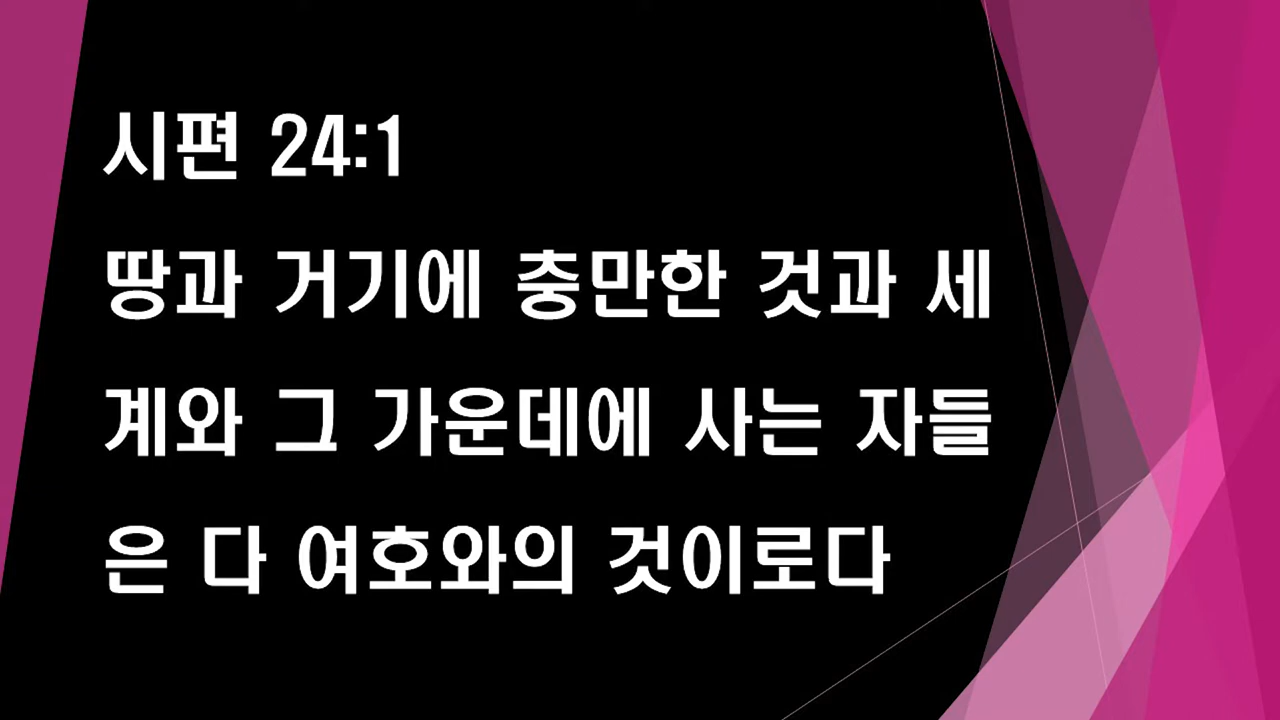 시편 24:1
땅과 거기에 충만한 것과 세
계와 그 가운데에 사는 자들
은 다 여호와의 것이로다